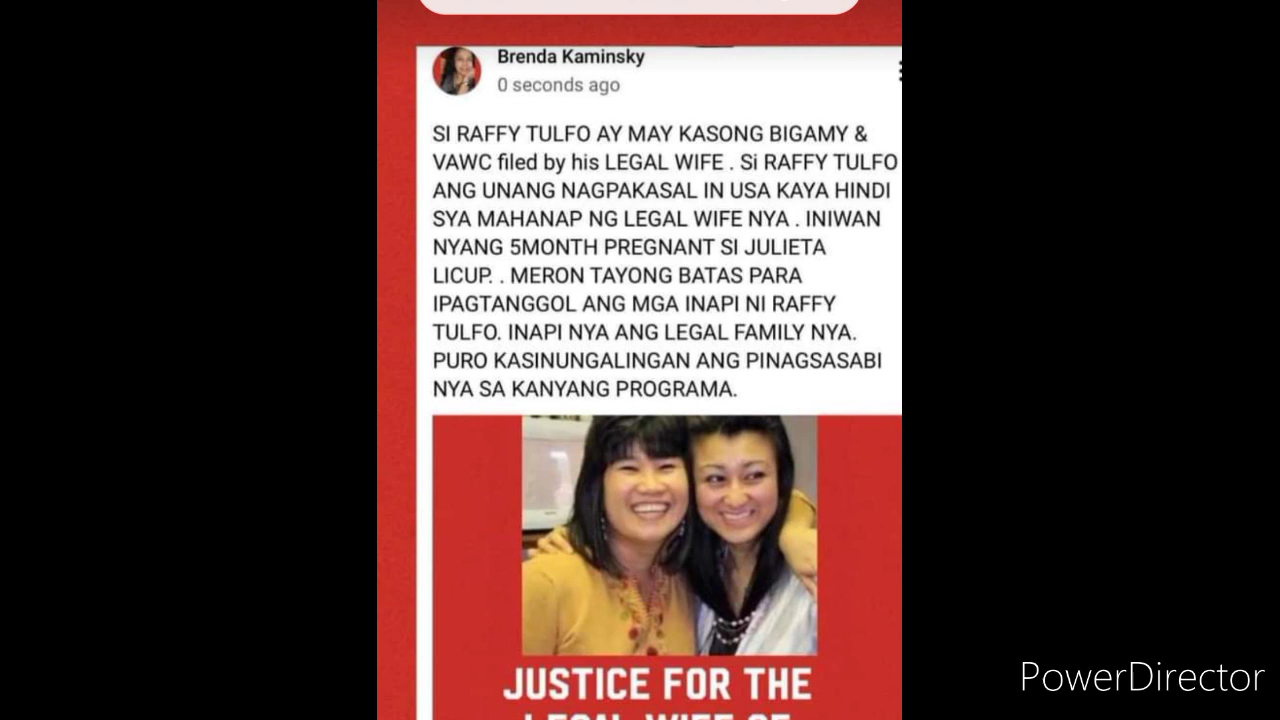 Brenda Kaminsky
0 seconds ago
SI RAFFY TULFO AY MAY KASONG BIGAMY &
VAWC filed by his LEGAL WIFE . Si RAFFY TULFO
ANG UNANG NAGPAKASAL IN USA KAYA HINDI
SYA MAHANAP NG LEGAL WIFE NYA . INIWAN
NYANG 5MONTH PREGNANT SI JULIETA
LICUP. . MERON TAYONG BATAS PARA
IPAGTANGGOL ANG MGA INAPI NI RAFFY
TULFO. INAPI NYA ANG LEGAL FAMILY NYA.
PURO KASINUNGALINGAN ANG PINAGSASABI
NYA SA KANYANG PROGRAMA.
JUSTICE FOR THE
LEGAL WIFE OF
PowerDirector